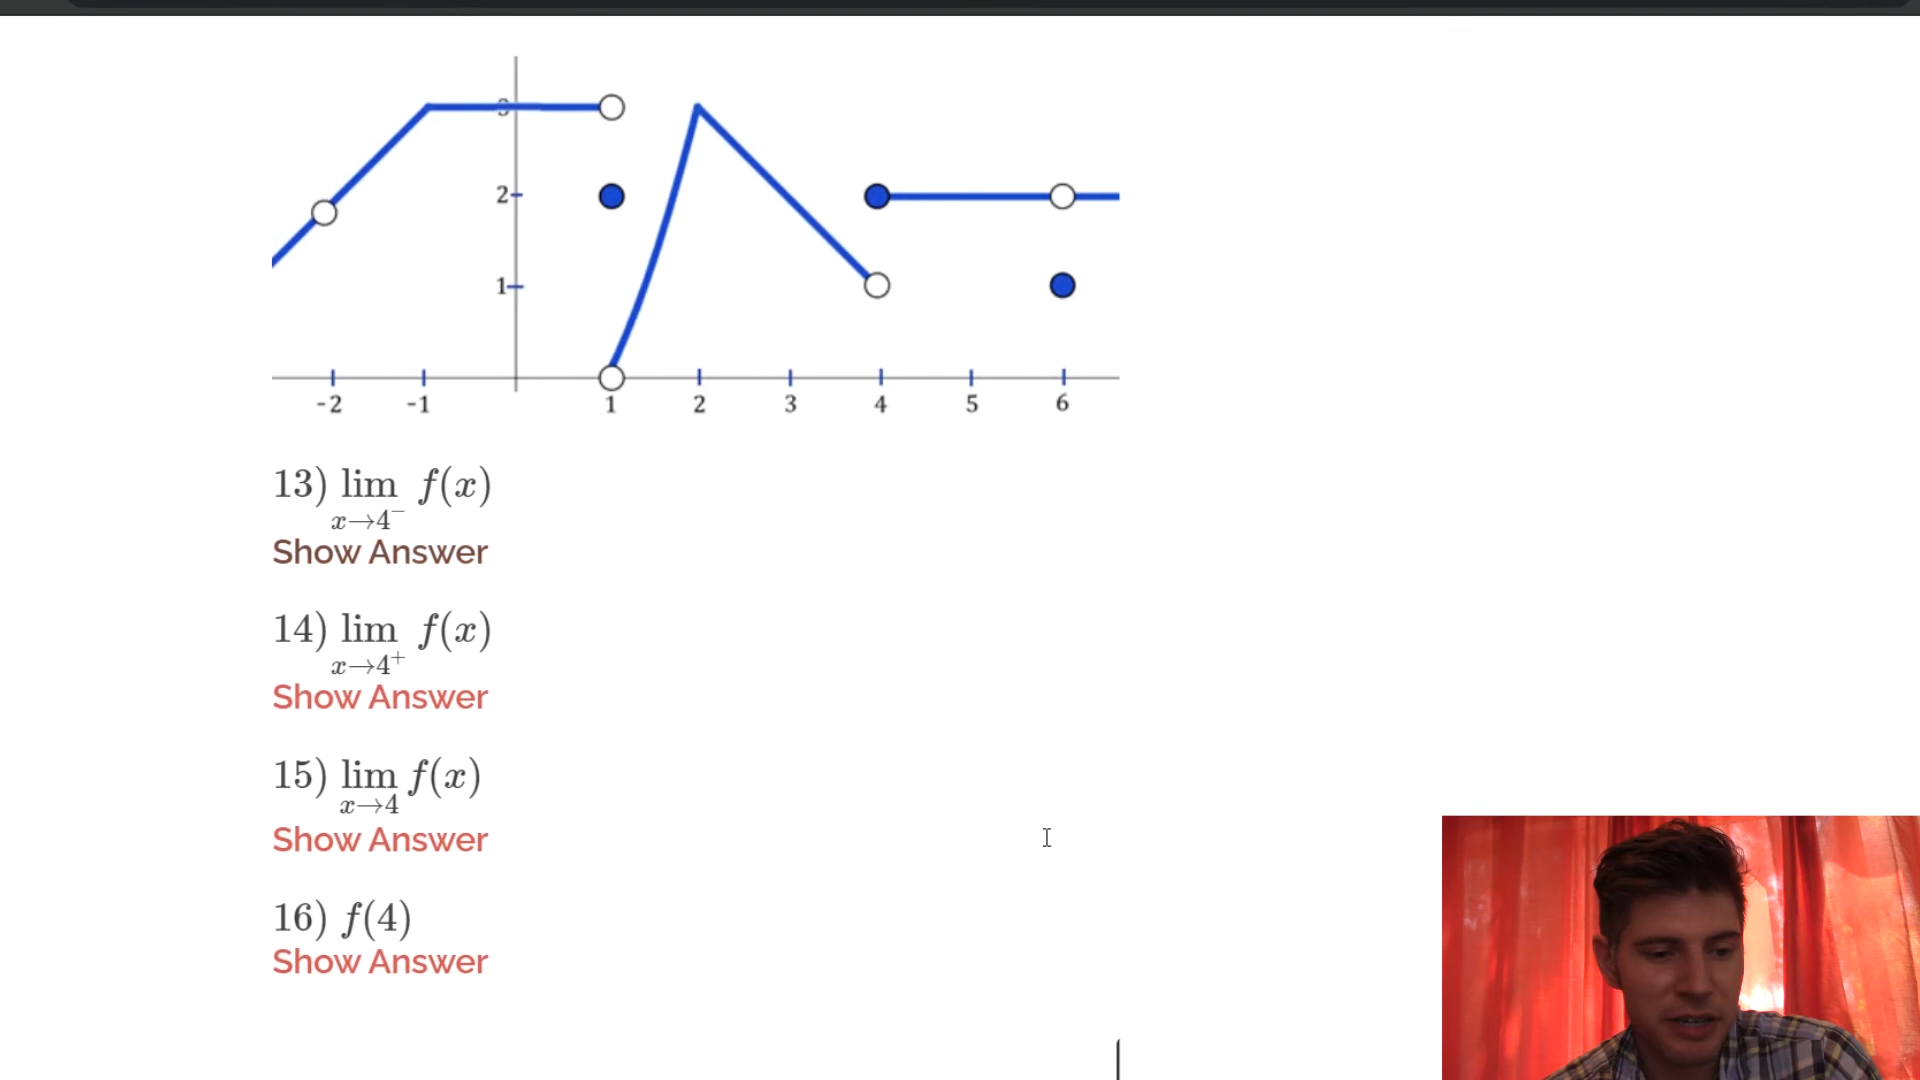 3
2
1
-2 -1 1 2 3 4 5 6
13) lim f(x)
x→4⁻
Show Answer
14) lim f(x)
x→4⁺
Show Answer
15) lim f(x)
x→4
Show Answer
16) f(4)
Show Answer